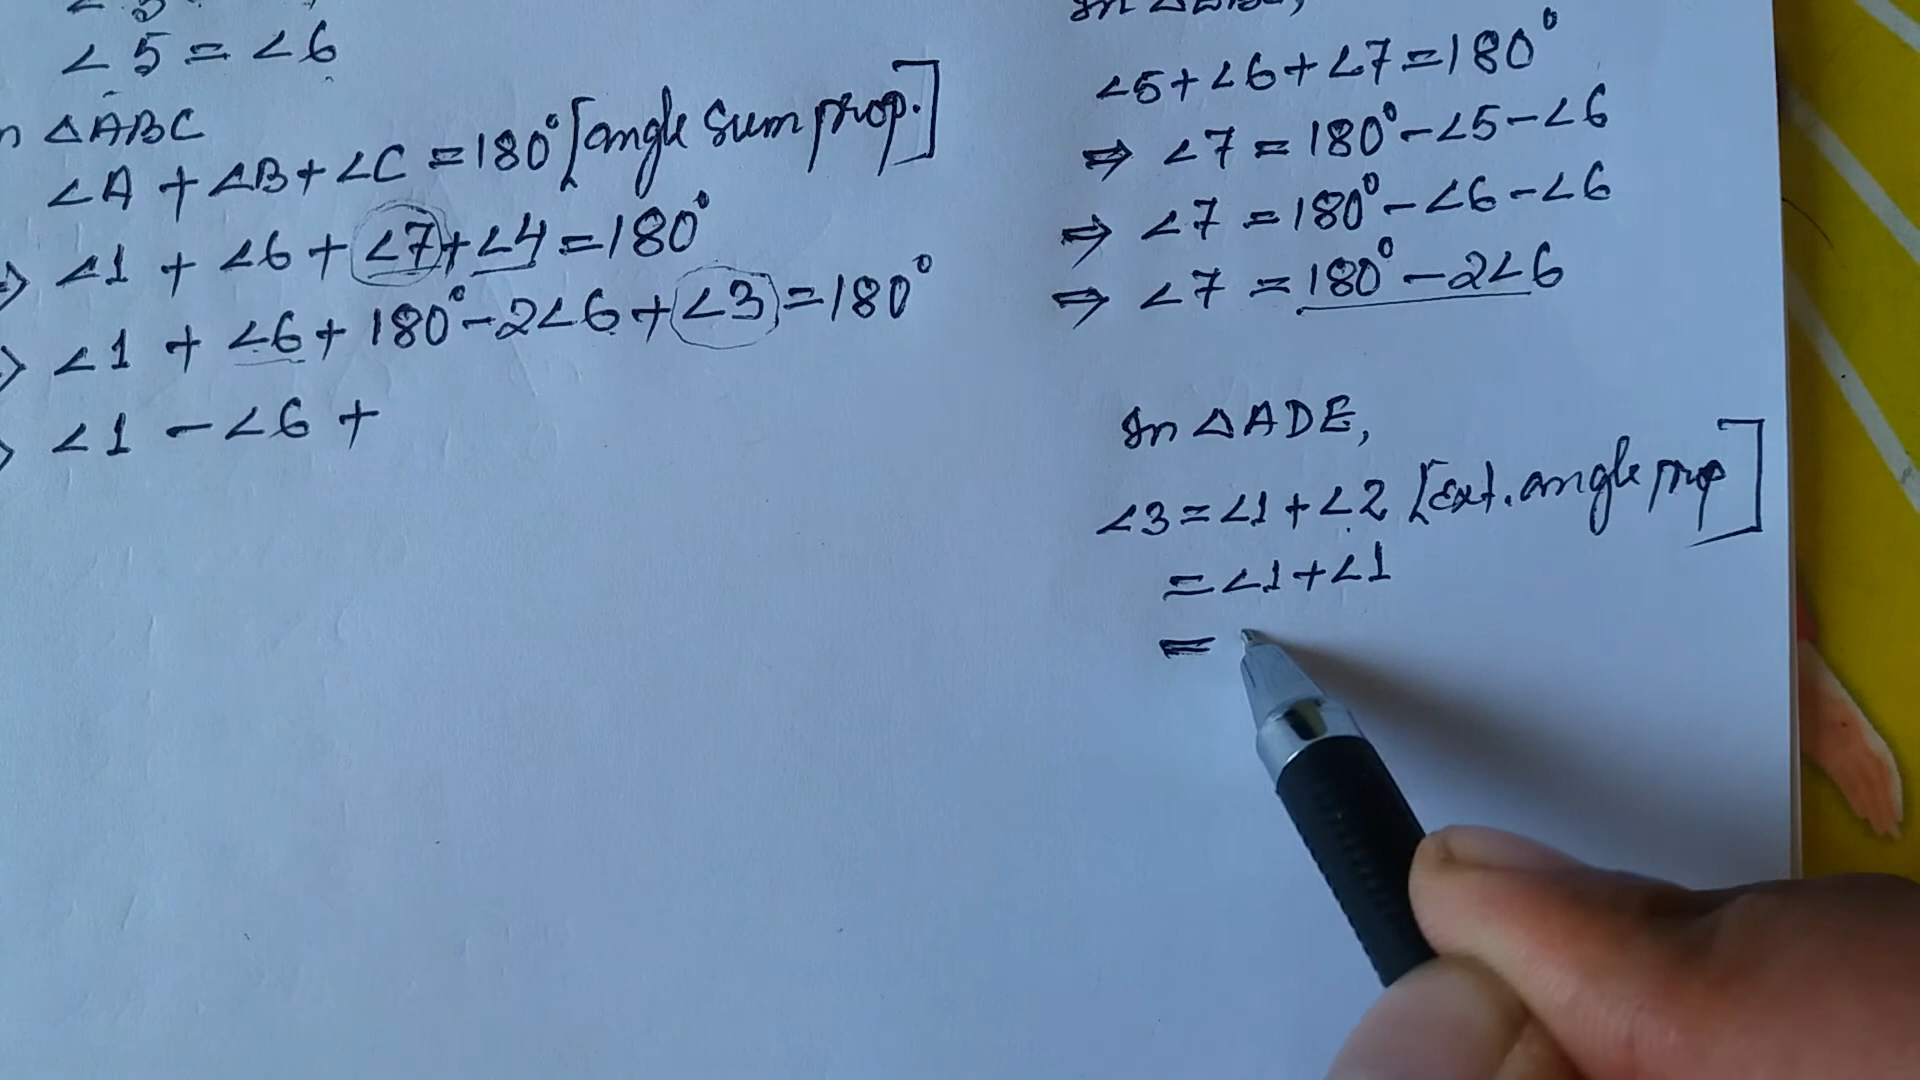 ∠5 = ∠6
△ABC
∠A + ∠B + ∠C = 180° [angle sum prop.]
∠1 + ∠6 + ∠7 + ∠4 = 180°
∠1 + ∠6 + 180° - 2∠6 + ∠3 = 180°
∠1 - ∠6 +
∠5 + ∠6 + ∠7 = 180°
⇒ ∠7 = 180° - ∠5 - ∠6
⇒ ∠7 = 180° - ∠6 - ∠6
⇒ ∠7 = 180° - 2∠6
In △ADE,
∠3 = ∠1 + ∠2 [Ext. angle prop]
= ∠1 + ∠1
=